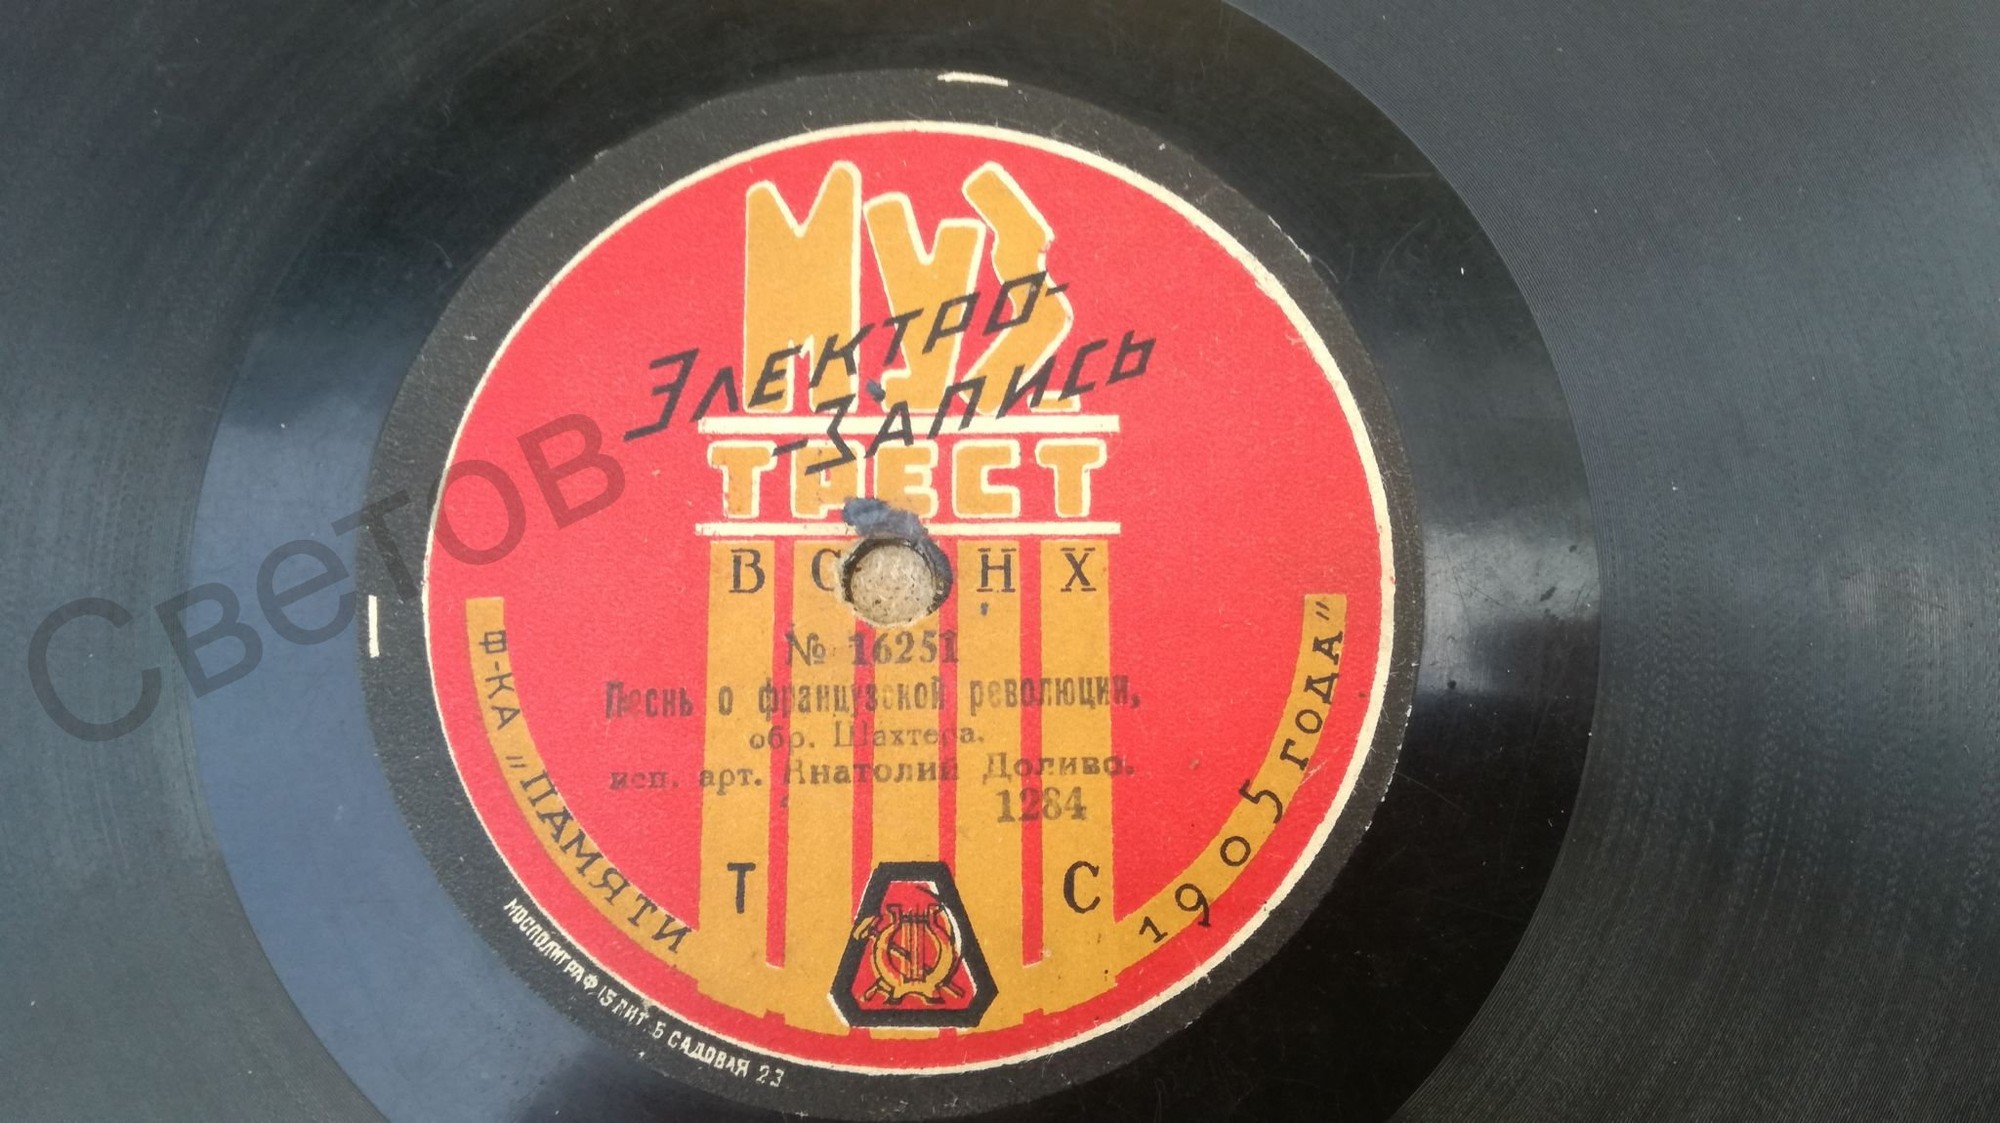 МУЗ
ЭЛЕКТРО-
-ЗАПИСЬ
ТРЕСТ
В С Н Х
№ 16251
Песнь о французской революции,
обр. Шахтера.
исп. арт. Анатолий Доливо.
1284
Т С
Ф-КА „ПАМЯТИ 1905 ГОДА"
МОСПОЛИГРАФ 15 ЛИТ. Б САДОВАЯ 23
Светов